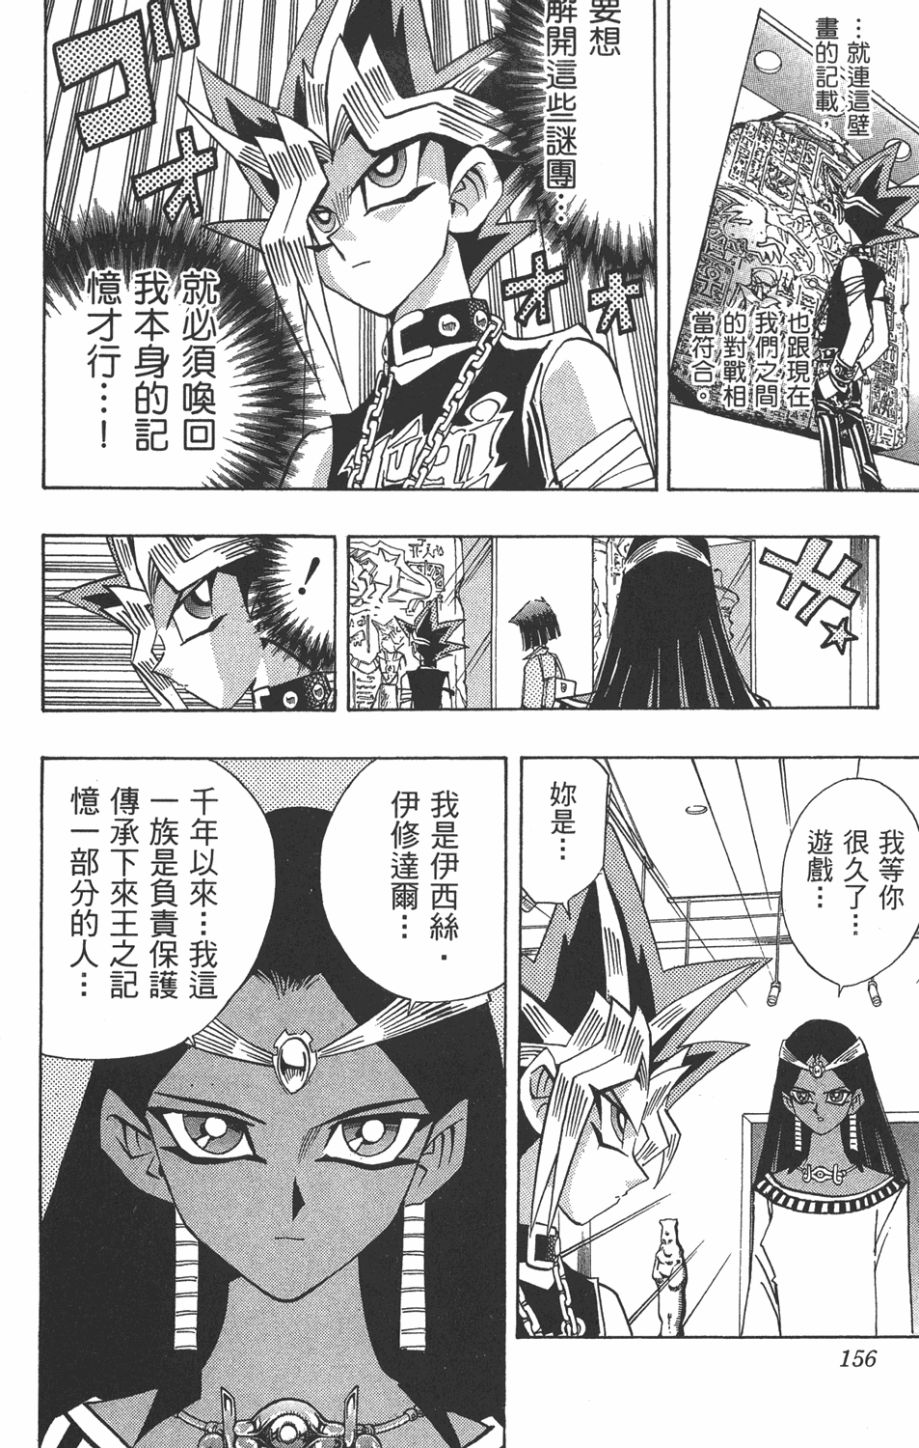 …就連這壁
畫的記載，
也跟現在
我們之間
的對戰相
當符合。
要想
解開這些謎團…
ゴ
オ
オ
オ
就必須喚回
我本身的記
憶才行…！
！
我等你
很久了…
遊戲…
妳是…
我是伊西絲．
伊修達爾…
千年以來…我這
一族是負責保護
傳承下來王之記
憶一部分的人…
156